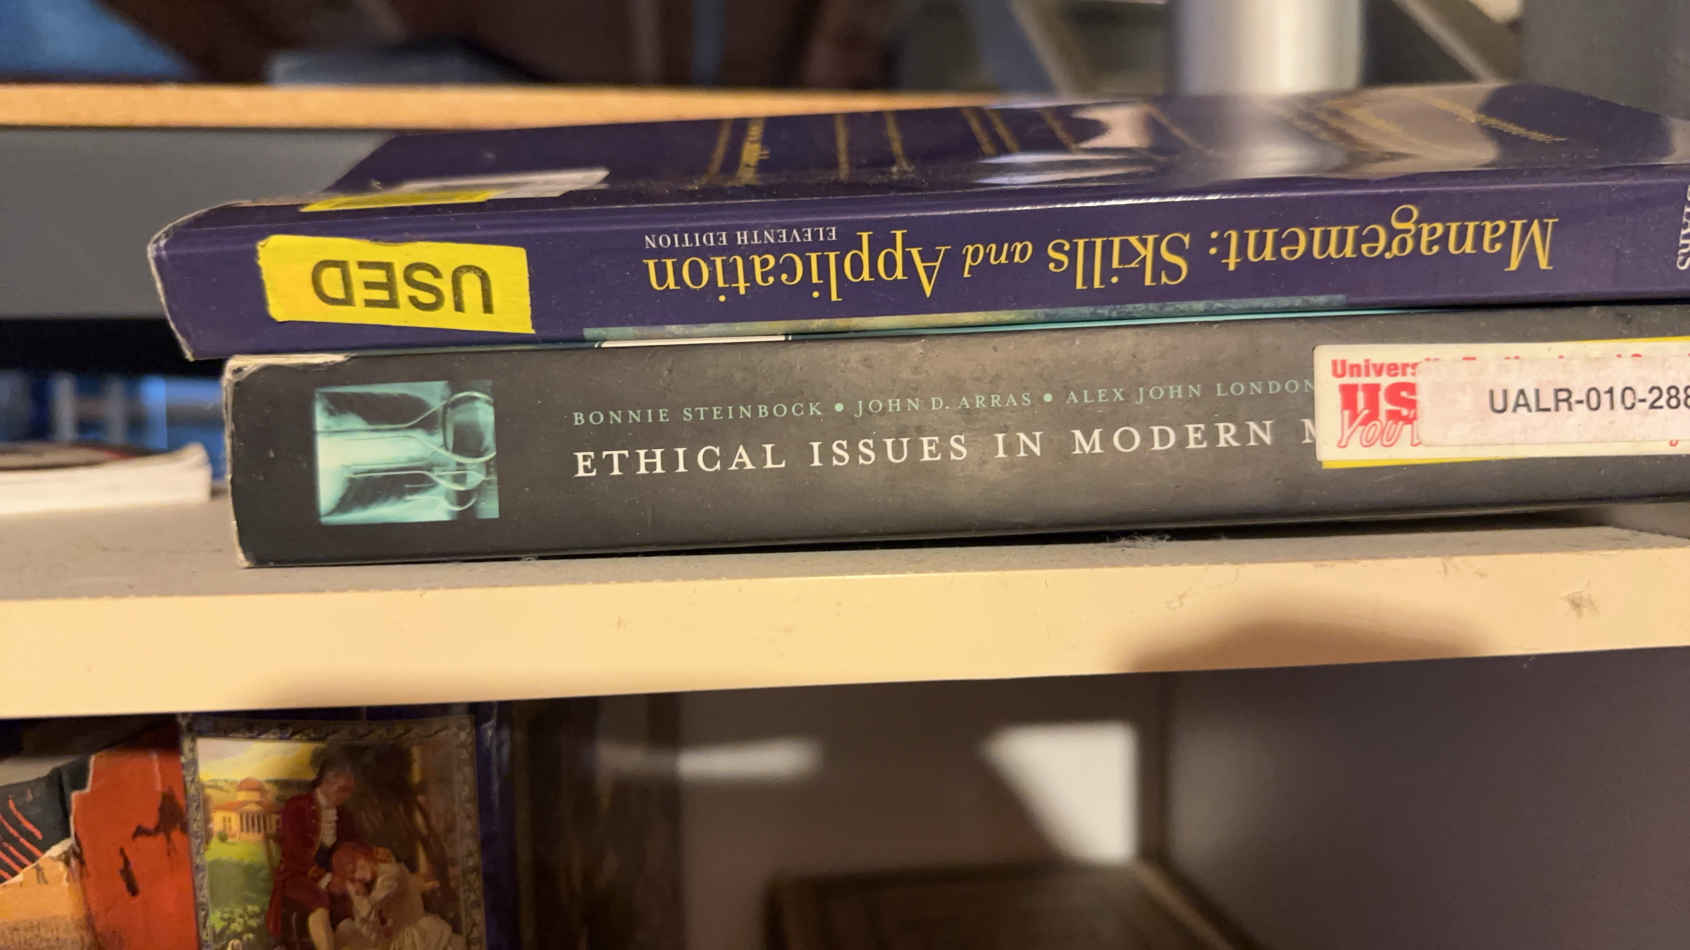 USED
Management: Skills and Application
ELEVENTH EDITION
BONNIE STEINBOCK • JOHN D. ARRAS • ALEX JOHN LONDON
ETHICAL ISSUES IN MODERN
US
UALR-010-288